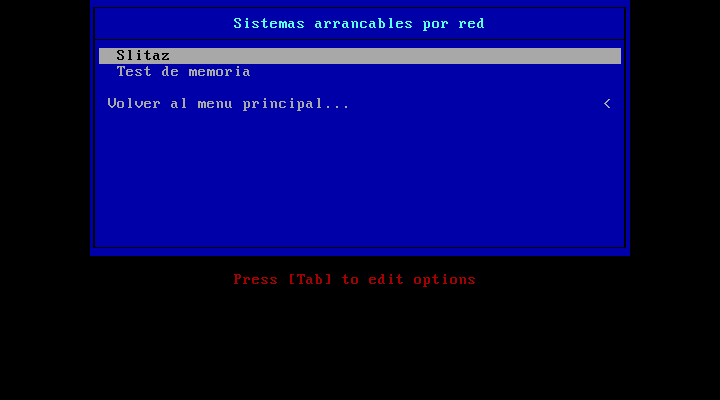 Sistemas arrancables por red
Slitaz
Test de memoria
Volver al menu principal... <
Press [Tab] to edit options